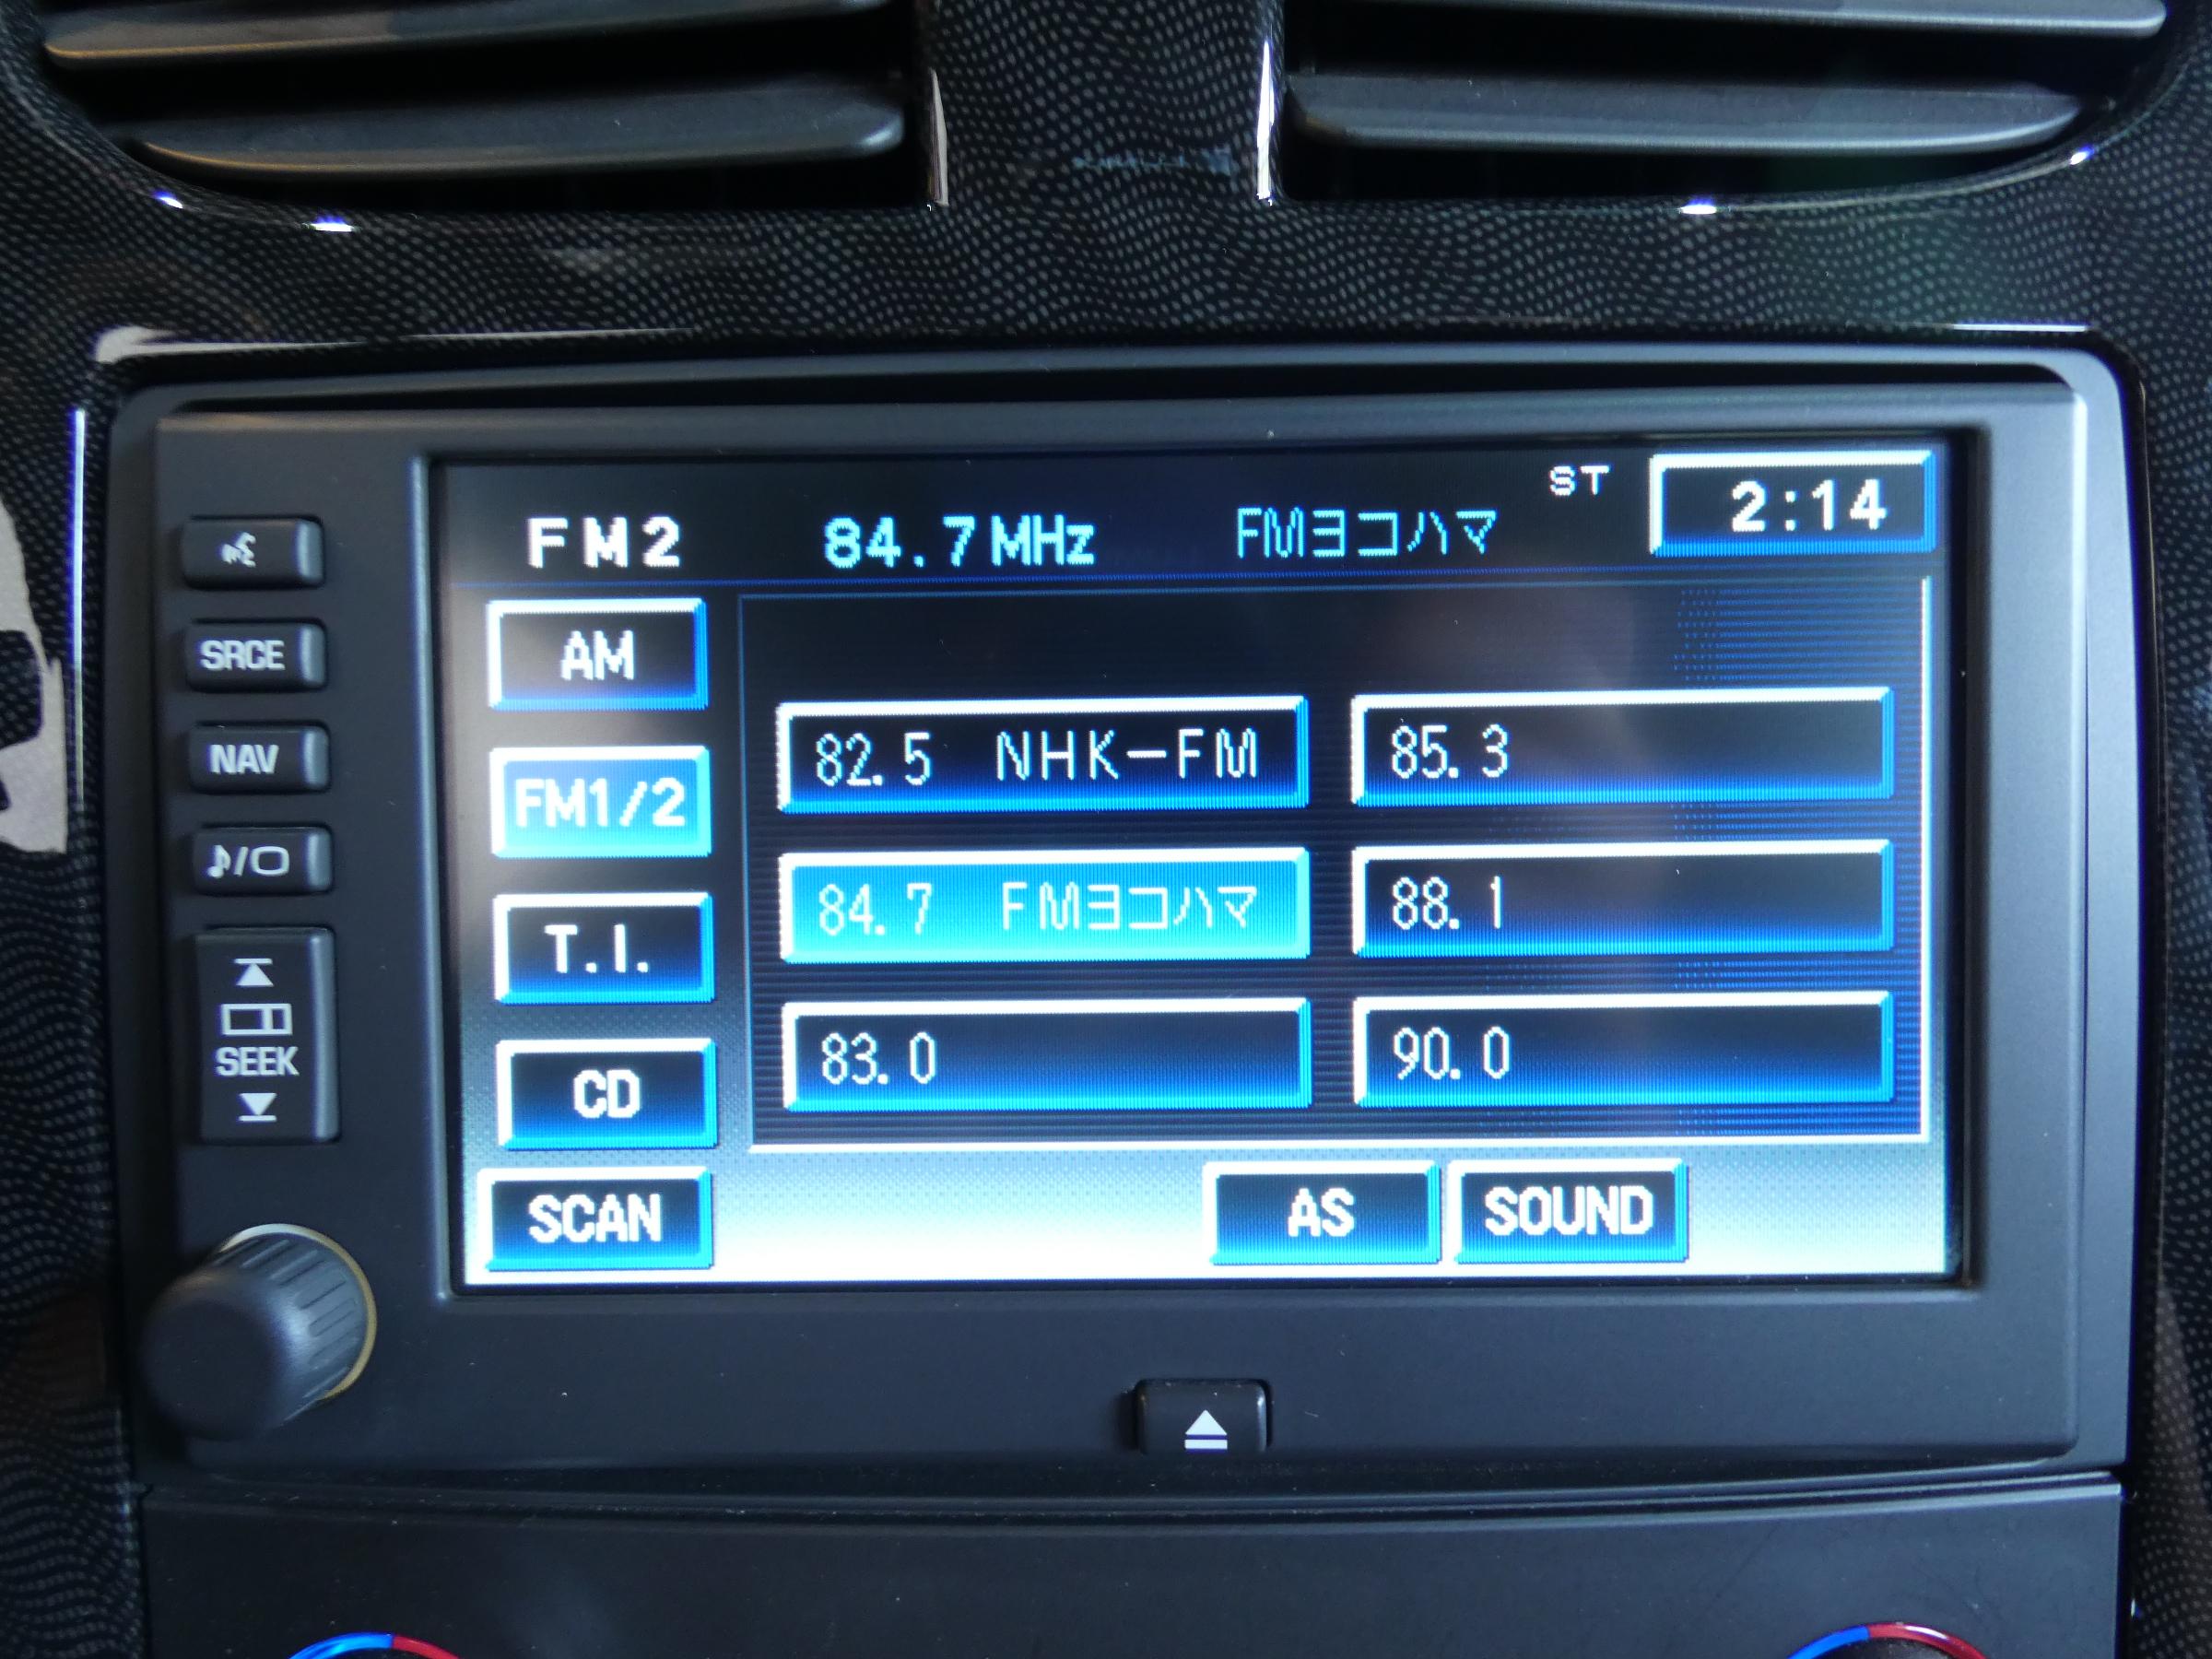 FM2 84.7MHz FMヨコハマ ST 2:14
AM
FM1/2
T.I.
CD
SCAN
82.5 NHK-FM 85.3
84.7 FMヨコハマ 88.1
83.0 90.0
AS SOUND
SRCE
NAV
SEEK